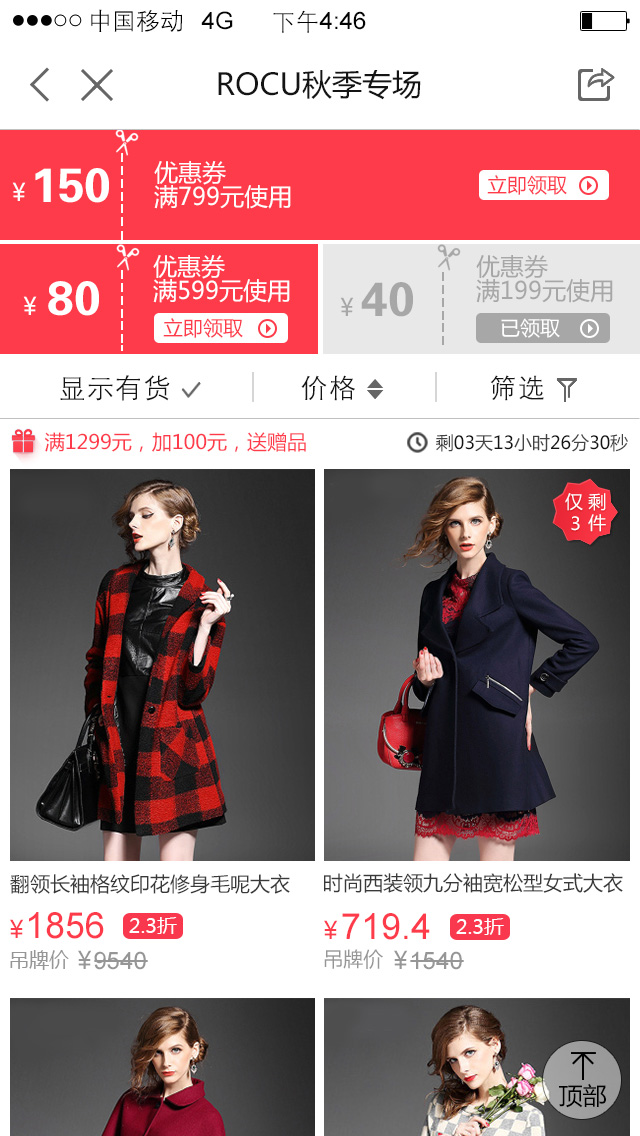 中国移动 4G 下午4:46
ROCU秋季专场
¥ 150 优惠券
满799元使用
立即领取
¥ 80 优惠券
满599元使用
立即领取
¥ 40 优惠券
满199元使用
已领取
显示有货 价格 筛选
满1299元，加100元，送赠品 剩03天13小时26分30秒
仅剩
3件
翻领长袖格纹印花修身毛呢大衣
¥1856 2.3折
吊牌价 ¥9540
时尚西装领九分袖宽松型女式大衣
¥719.4 2.3折
吊牌价 ¥1540
顶部